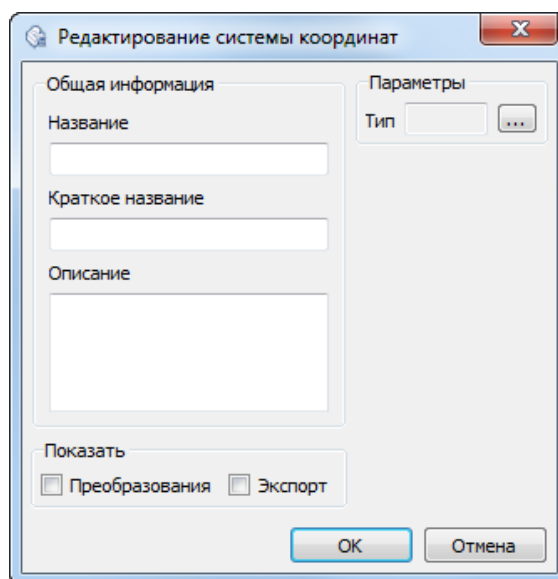 Редактирование системы координат
Общая информация
Название
Краткое название
Описание
Параметры
Тип ...
Показать
Преобразования Экспорт
OK Отмена